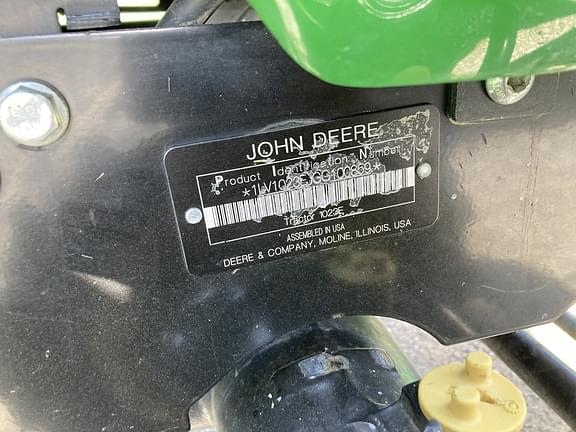 JOHN DEERE
Product Identification Number
Tractor 1023E
ASSEMBLED IN USA
DEERE & COMPANY, MOLINE, ILLINOIS, USA